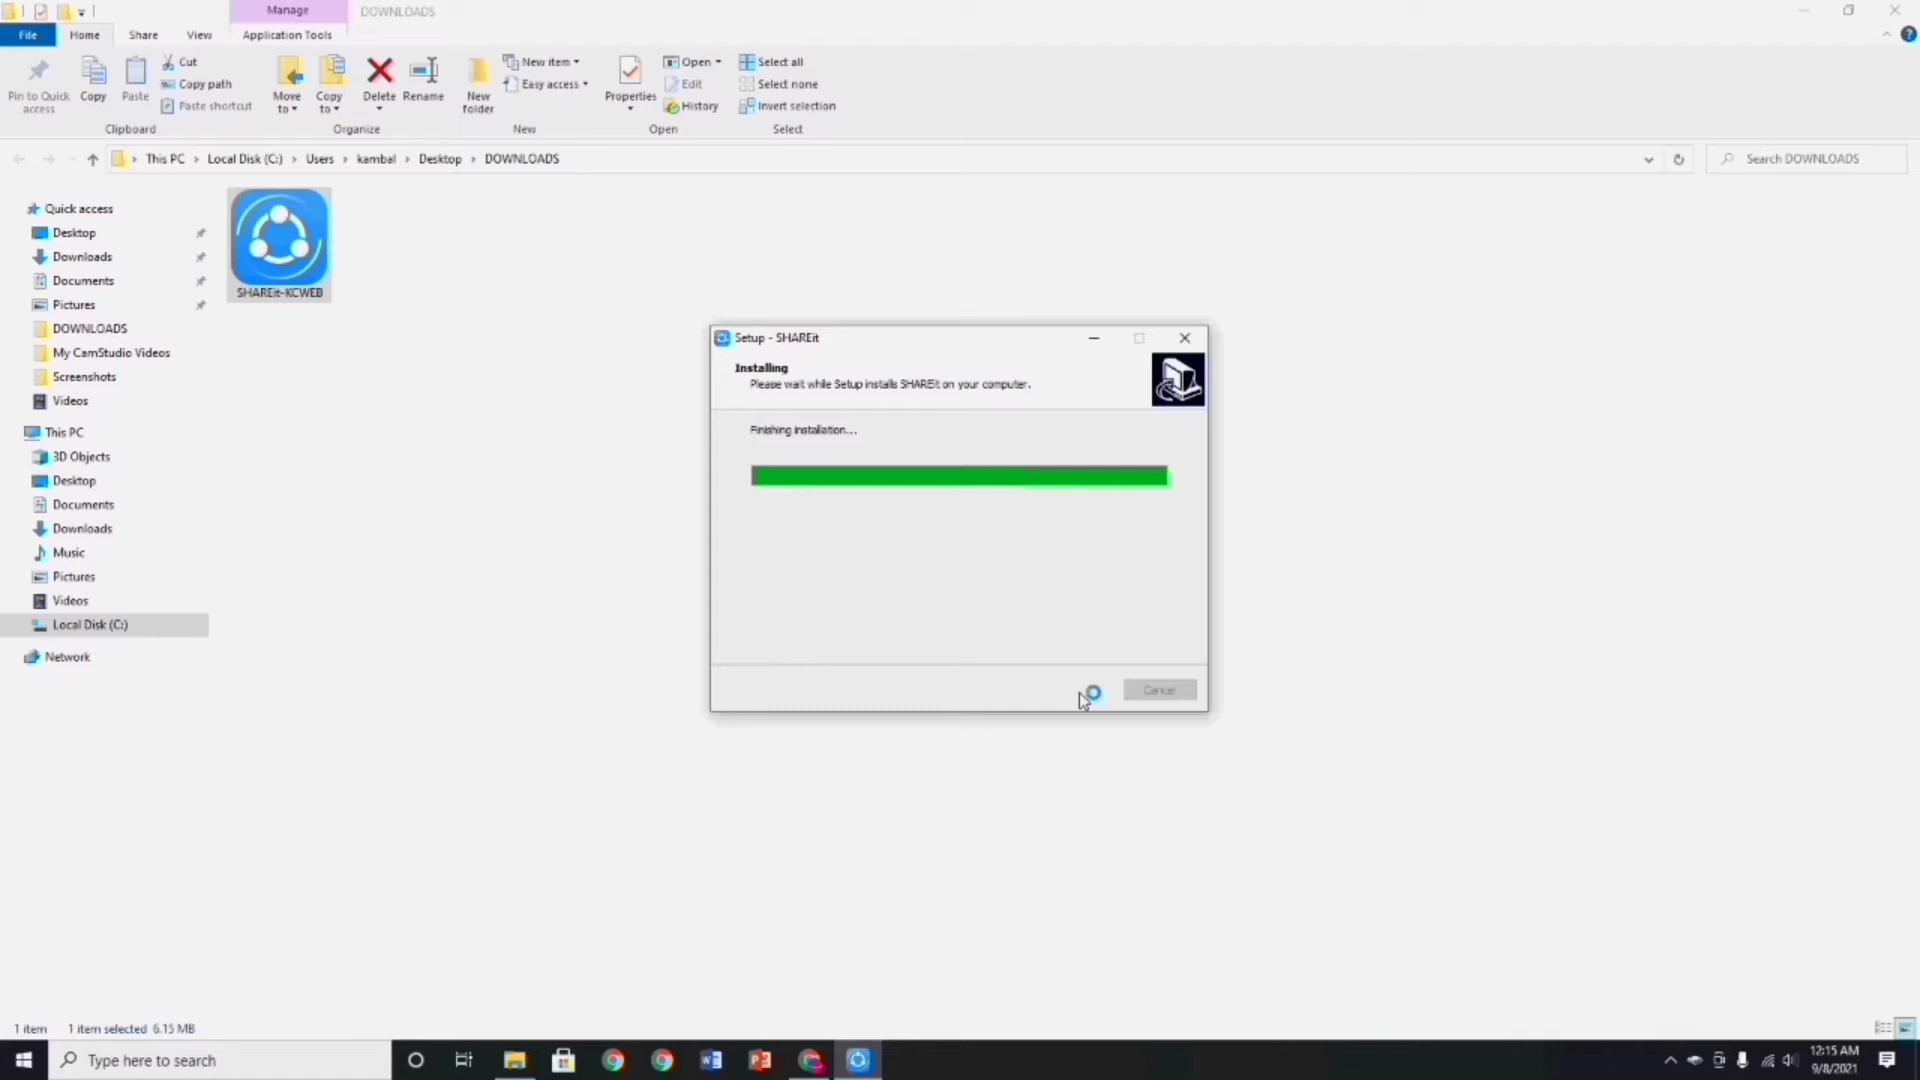 Manage
DOWNLOADS
File
Home
Share
View
Application Tools
Pin to Quick access
Copy
Paste
Cut
Copy path
Paste shortcut
Clipboard
Move to
Copy to
Delete
Rename
Organize
New folder
New item
Easy access
New
Properties
Open
Edit
History
Open
Select all
Select none
Invert selection
Select
This PC > Local Disk (C:) > Users > kambal > Desktop > DOWNLOADS
Search DOWNLOADS
Quick access
Desktop
Downloads
Documents
Pictures
DOWNLOADS
My CamStudio Videos
Screenshots
Videos
This PC
3D Objects
Desktop
Documents
Downloads
Music
Pictures
Videos
Local Disk (C:)
Network
SHAREit-KCWEB
Setup - SHAREit
Installing
Please wait while Setup installs SHAREit on your computer.
Finishing installation...
Cancel
1 item
1 item selected 6.15 MB
Type here to search
12:15 AM
9/8/2021